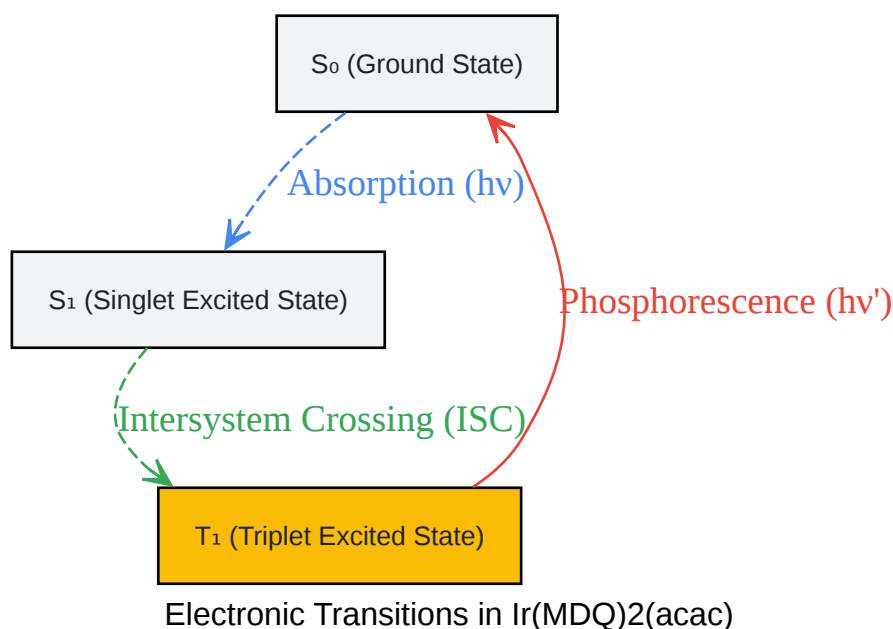 S₀ (Ground State)
Absorption (hν)
S₁ (Singlet Excited State)
Phosphorescence (hν')
Intersystem Crossing (ISC)
T₁ (Triplet Excited State)
Electronic Transitions in Ir(MDQ)2(acac)